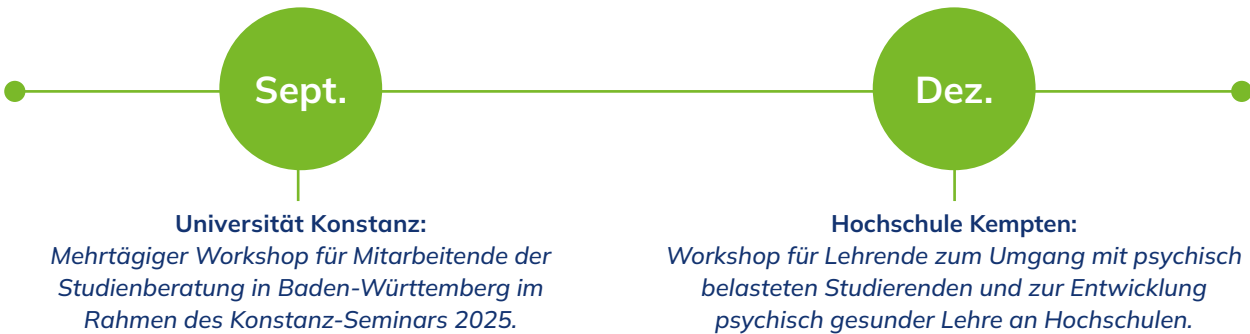 Sept.
Dez.
Universität Konstanz:
Mehrtägiger Workshop für Mitarbeitende der
Studienberatung in Baden-Württemberg im
Rahmen des Konstanz-Seminars 2025.
Hochschule Kempten:
Workshop für Lehrende zum Umgang mit psychisch
belasteten Studierenden und zur Entwicklung
psychisch gesunder Lehre an Hochschulen.